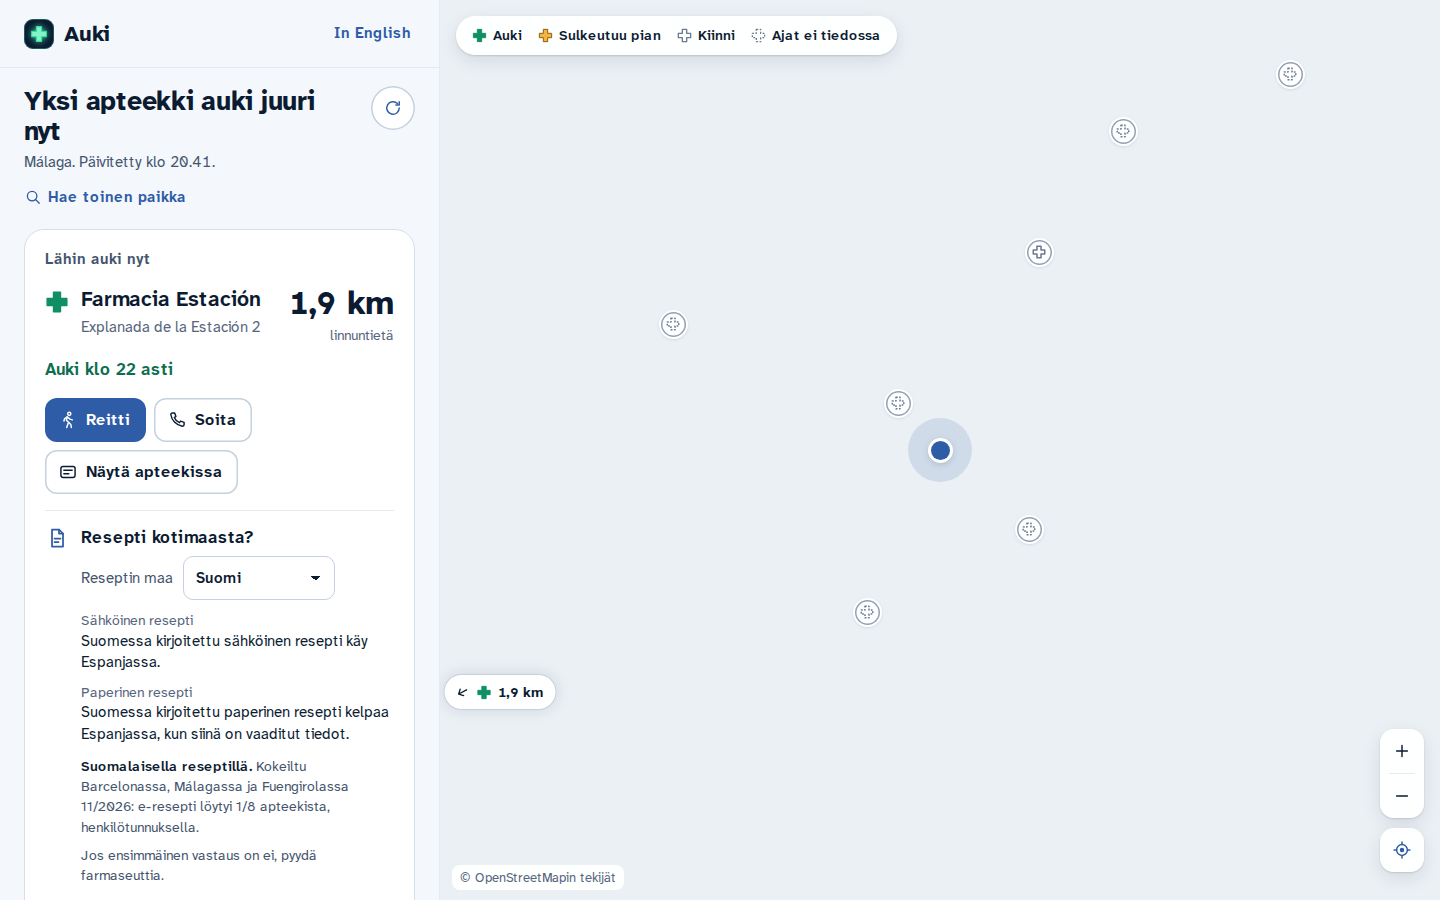 Auki
In English
Yksi apteekki auki juuri
nyt
Málaga. Päivitetty klo 20.41.
Hae toinen paikka
Lähin auki nyt
Farmacia Estación
1,9 km
Explanada de la Estación 2
linnuntietä
Auki klo 22 asti
Reitti
Soita
Näytä apteekissa
Resepti kotimaasta?
Reseptin maa
Suomi
Sähköinen resepti
Suomessa kirjoitettu sähköinen resepti käy
Espanjassa.
Paperinen resepti
Suomessa kirjoitettu paperinen resepti kelpaa
Espanjassa, kun siinä on vaaditut tiedot.
Suomalaisella reseptillä. Kokeiltu
Barcelonassa, Málagassa ja Fuengirolassa
11/2026: e-resepti löytyi 1/8 apteekista,
henkilötunnuksella.
Jos ensimmäinen vastaus on ei, pyydä
farmaseuttia.
Auki
Sulkeutuu pian
Kiinni
Ajat ei tiedossa
1,9 km
© OpenStreetMapin tekijät